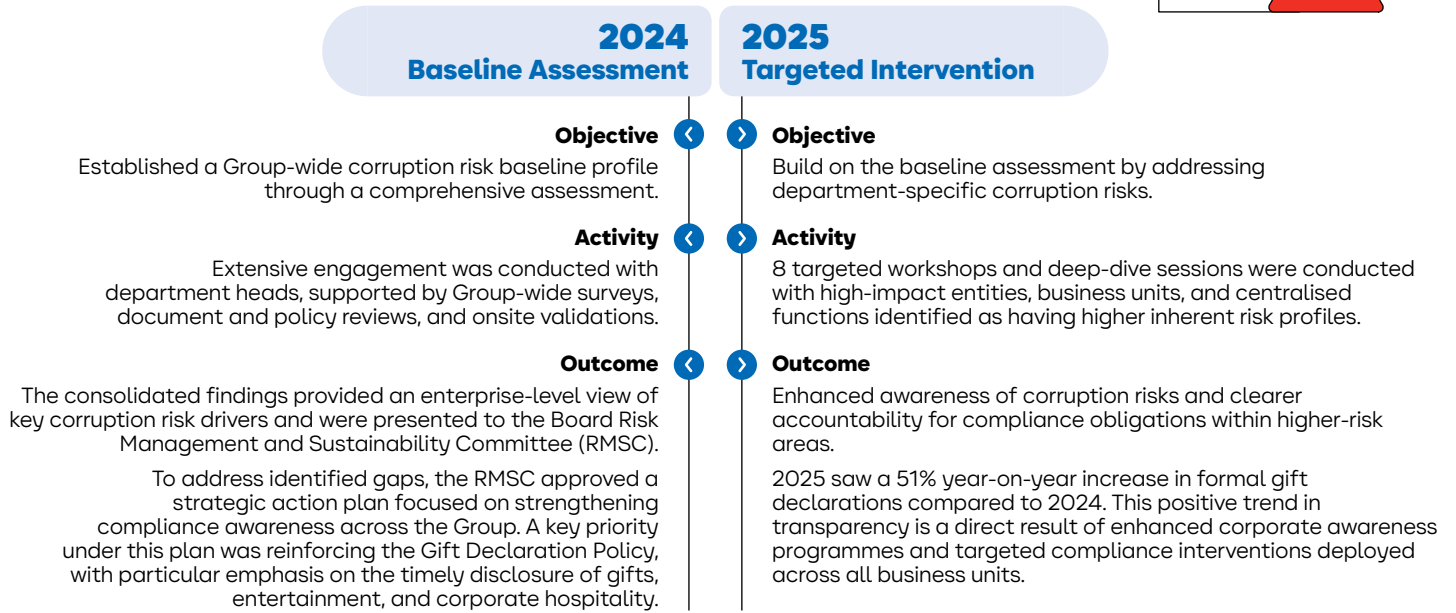 2024
Baseline Assessment
Objective
Established a Group-wide corruption risk baseline profile
through a comprehensive assessment.
Activity
Extensive engagement was conducted with
department heads, supported by Group-wide surveys,
document and policy reviews, and onsite validations.
Outcome
The consolidated findings provided an enterprise-level view of
key corruption risk drivers and were presented to the Board Risk
Management and Sustainability Committee (RMSC).
To address identified gaps, the RMSC approved a
strategic action plan focused on strengthening
compliance awareness across the Group. A key priority
under this plan was reinforcing the Gift Declaration Policy,
with particular emphasis on the timely disclosure of gifts,
entertainment, and corporate hospitality.
2025
Targeted Intervention
Objective
Build on the baseline assessment by addressing
department-specific corruption risks.
Activity
8 targeted workshops and deep-dive sessions were conducted
with high-impact entities, business units, and centralised
functions identified as having higher inherent risk profiles.
Outcome
Enhanced awareness of corruption risks and clearer
accountability for compliance obligations within higher-risk
areas.
2025 saw a 51% year-on-year increase in formal gift
declarations compared to 2024. This positive trend in
transparency is a direct result of enhanced corporate awareness
programmes and targeted compliance interventions deployed
across all business units.